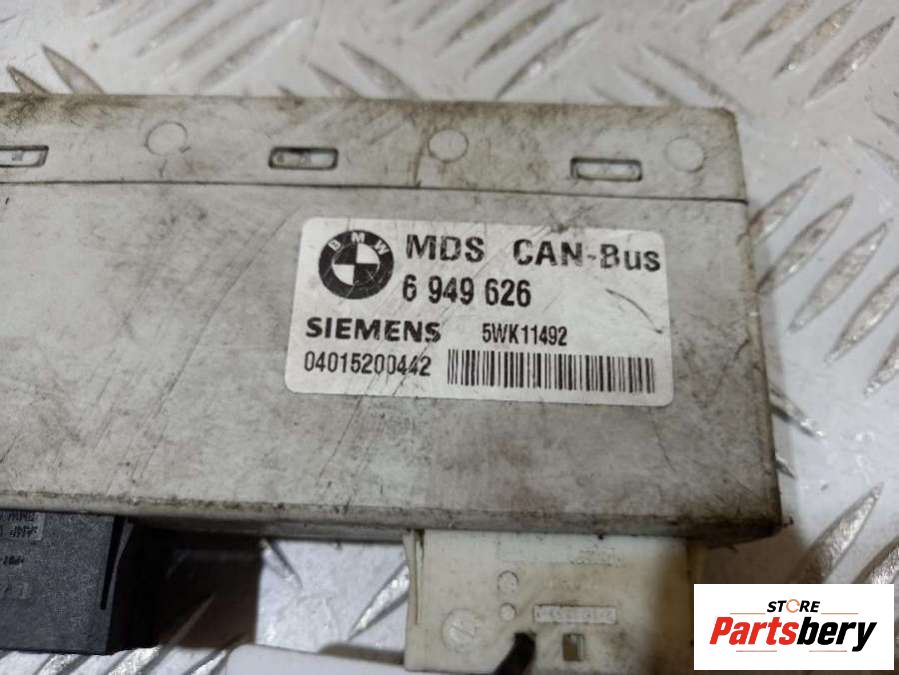 BMW
MDS CAN-Bus
6 949 626
SIEMENS 5WK11492
04015200442
STORE
Partsbery